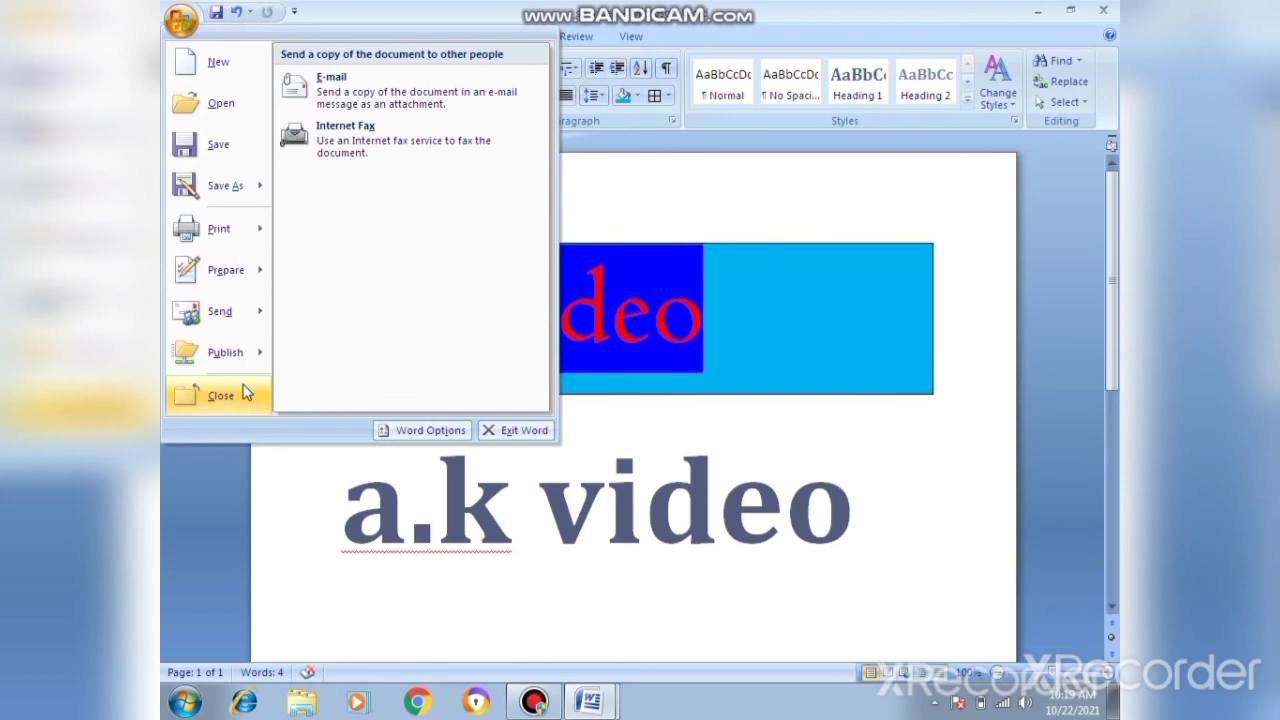 www.BANDICAM.com
Review View
New
Open
Save
Save As
Print
Prepare
Send
Publish
Close
Send a copy of the document to other people
E-mail
Send a copy of the document in an e-mail
message as an attachment.
Internet Fax
Use an Internet fax service to fax the
document.
Word Options Exit Word
AaBbCcDc AaBbCcDc AaBbCc AaBbCc
¶ Normal ¶ No Spaci... Heading 1 Heading 2
Change
Styles
Find
Replace
Select
aragraph Styles Editing
deo
a.k video
Page: 1 of 1 Words: 4 100%
XRecorder
XRecorder
10:19 AM
10/22/2021